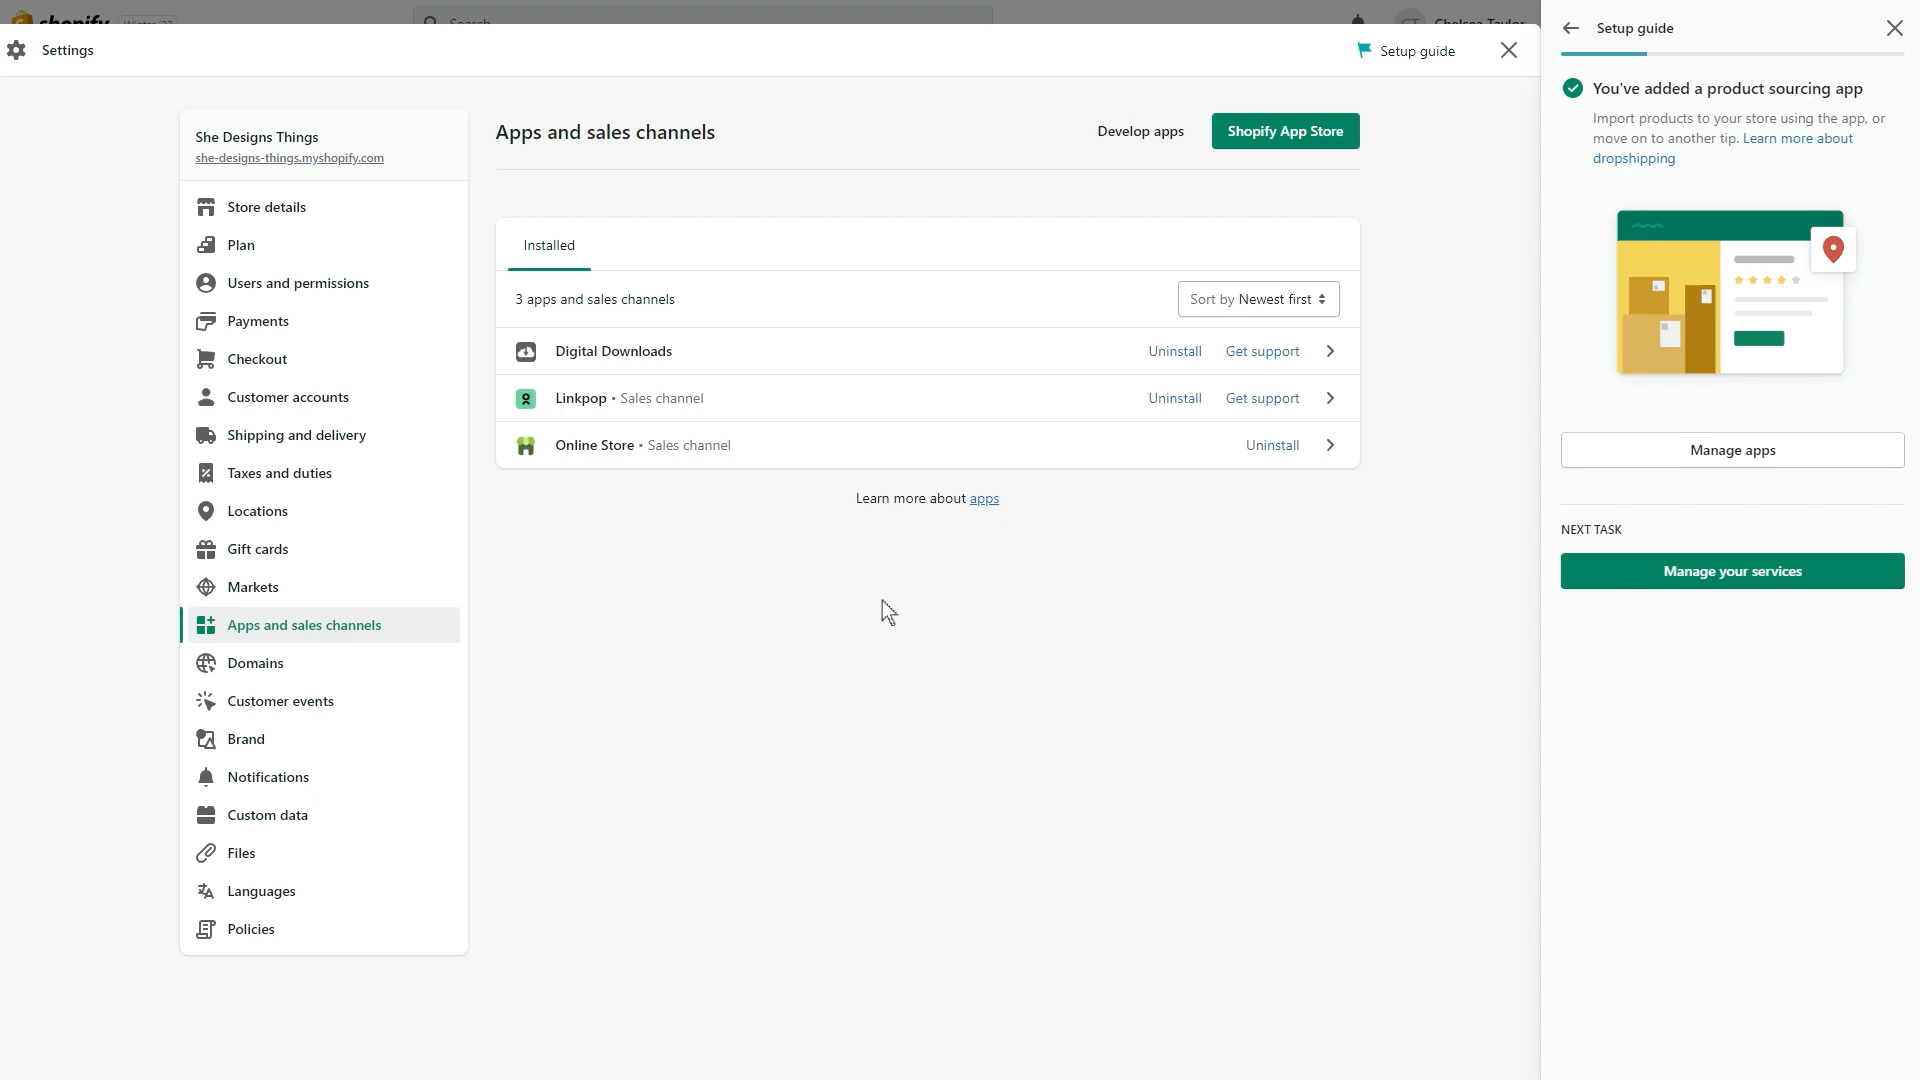 Settings
Setup guide
Setup guide
She Designs Things
she-designs-things.myshopify.com
Store details
Plan
Users and permissions
Payments
Checkout
Customer accounts
Shipping and delivery
Taxes and duties
Locations
Gift cards
Markets
Apps and sales channels
Domains
Customer events
Brand
Notifications
Custom data
Files
Languages
Policies
Apps and sales channels
Develop apps
Shopify App Store
Installed
3 apps and sales channels
Sort by Newest first
Digital Downloads
Uninstall
Get support
Linkpop • Sales channel
Uninstall
Get support
Online Store • Sales channel
Uninstall
Learn more about apps
You've added a product sourcing app
Import products to your store using the app, or
move on to another tip. Learn more about
dropshipping
Manage apps
NEXT TASK
Manage your services